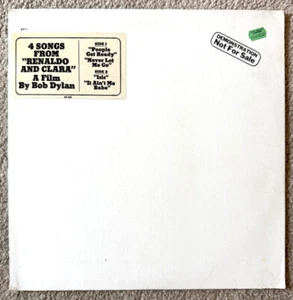 4 SONGS
FROM
"RENALDO
AND CLARA"
A Film
By Bob Dylan
SIDE 1
"People
Get Ready"
"Never Let
Me Go"
SIDE 2
"Isis"
"It Ain't Me
Babe"
DEMONSTRATION
Not For Sale